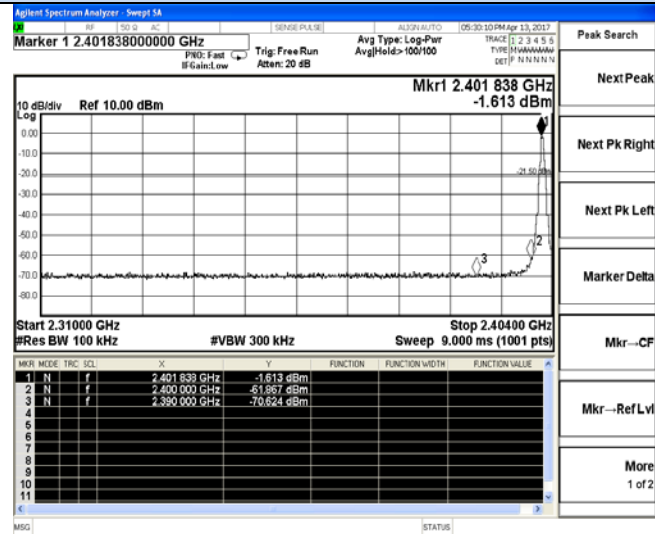 Agilent Spectrum Analyzer - Swept SA
RF 50 Ω AC SENSE:PULSE ALIGN AUTO 05:30:10 PM Apr 13, 2017
Marker 1 2.401838000000 GHz
PNO: Fast
IFGain:Low
Trig: Free Run
Atten: 20 dB
Avg Type: Log-Pwr
Avg|Hold:>100/100
TRACE 1 2 3 4 5 6
TYPE MWWWWW
DET P N N N N N
Mkr1 2.401 838 GHz
-1.613 dBm
10 dB/div Ref 10.00 dBm
Log
1
0.00
-10.0
-20.0
-21.50 dBm
-30.0
-40.0
-50.0
2
-60.0
3
-70.0
-80.0
Start 2.31000 GHz Stop 2.40400 GHz
#Res BW 100 kHz #VBW 300 kHz Sweep 9.000 ms (1001 pts)
MKR MODE TRC SCL X Y FUNCTION FUNCTION WIDTH FUNCTION VALUE
1 N f 2.401 838 GHz -1.613 dBm
2 N f 2.400 000 GHz -61.867 dBm
3 N f 2.390 000 GHz -70.624 dBm
4
5
6
7
8
9
10
11
MSG STATUS
Peak Search
Next Peak
Next Pk Right
Next Pk Left
Marker Delta
Mkr→CF
Mkr→Ref Lvl
More
1 of 2